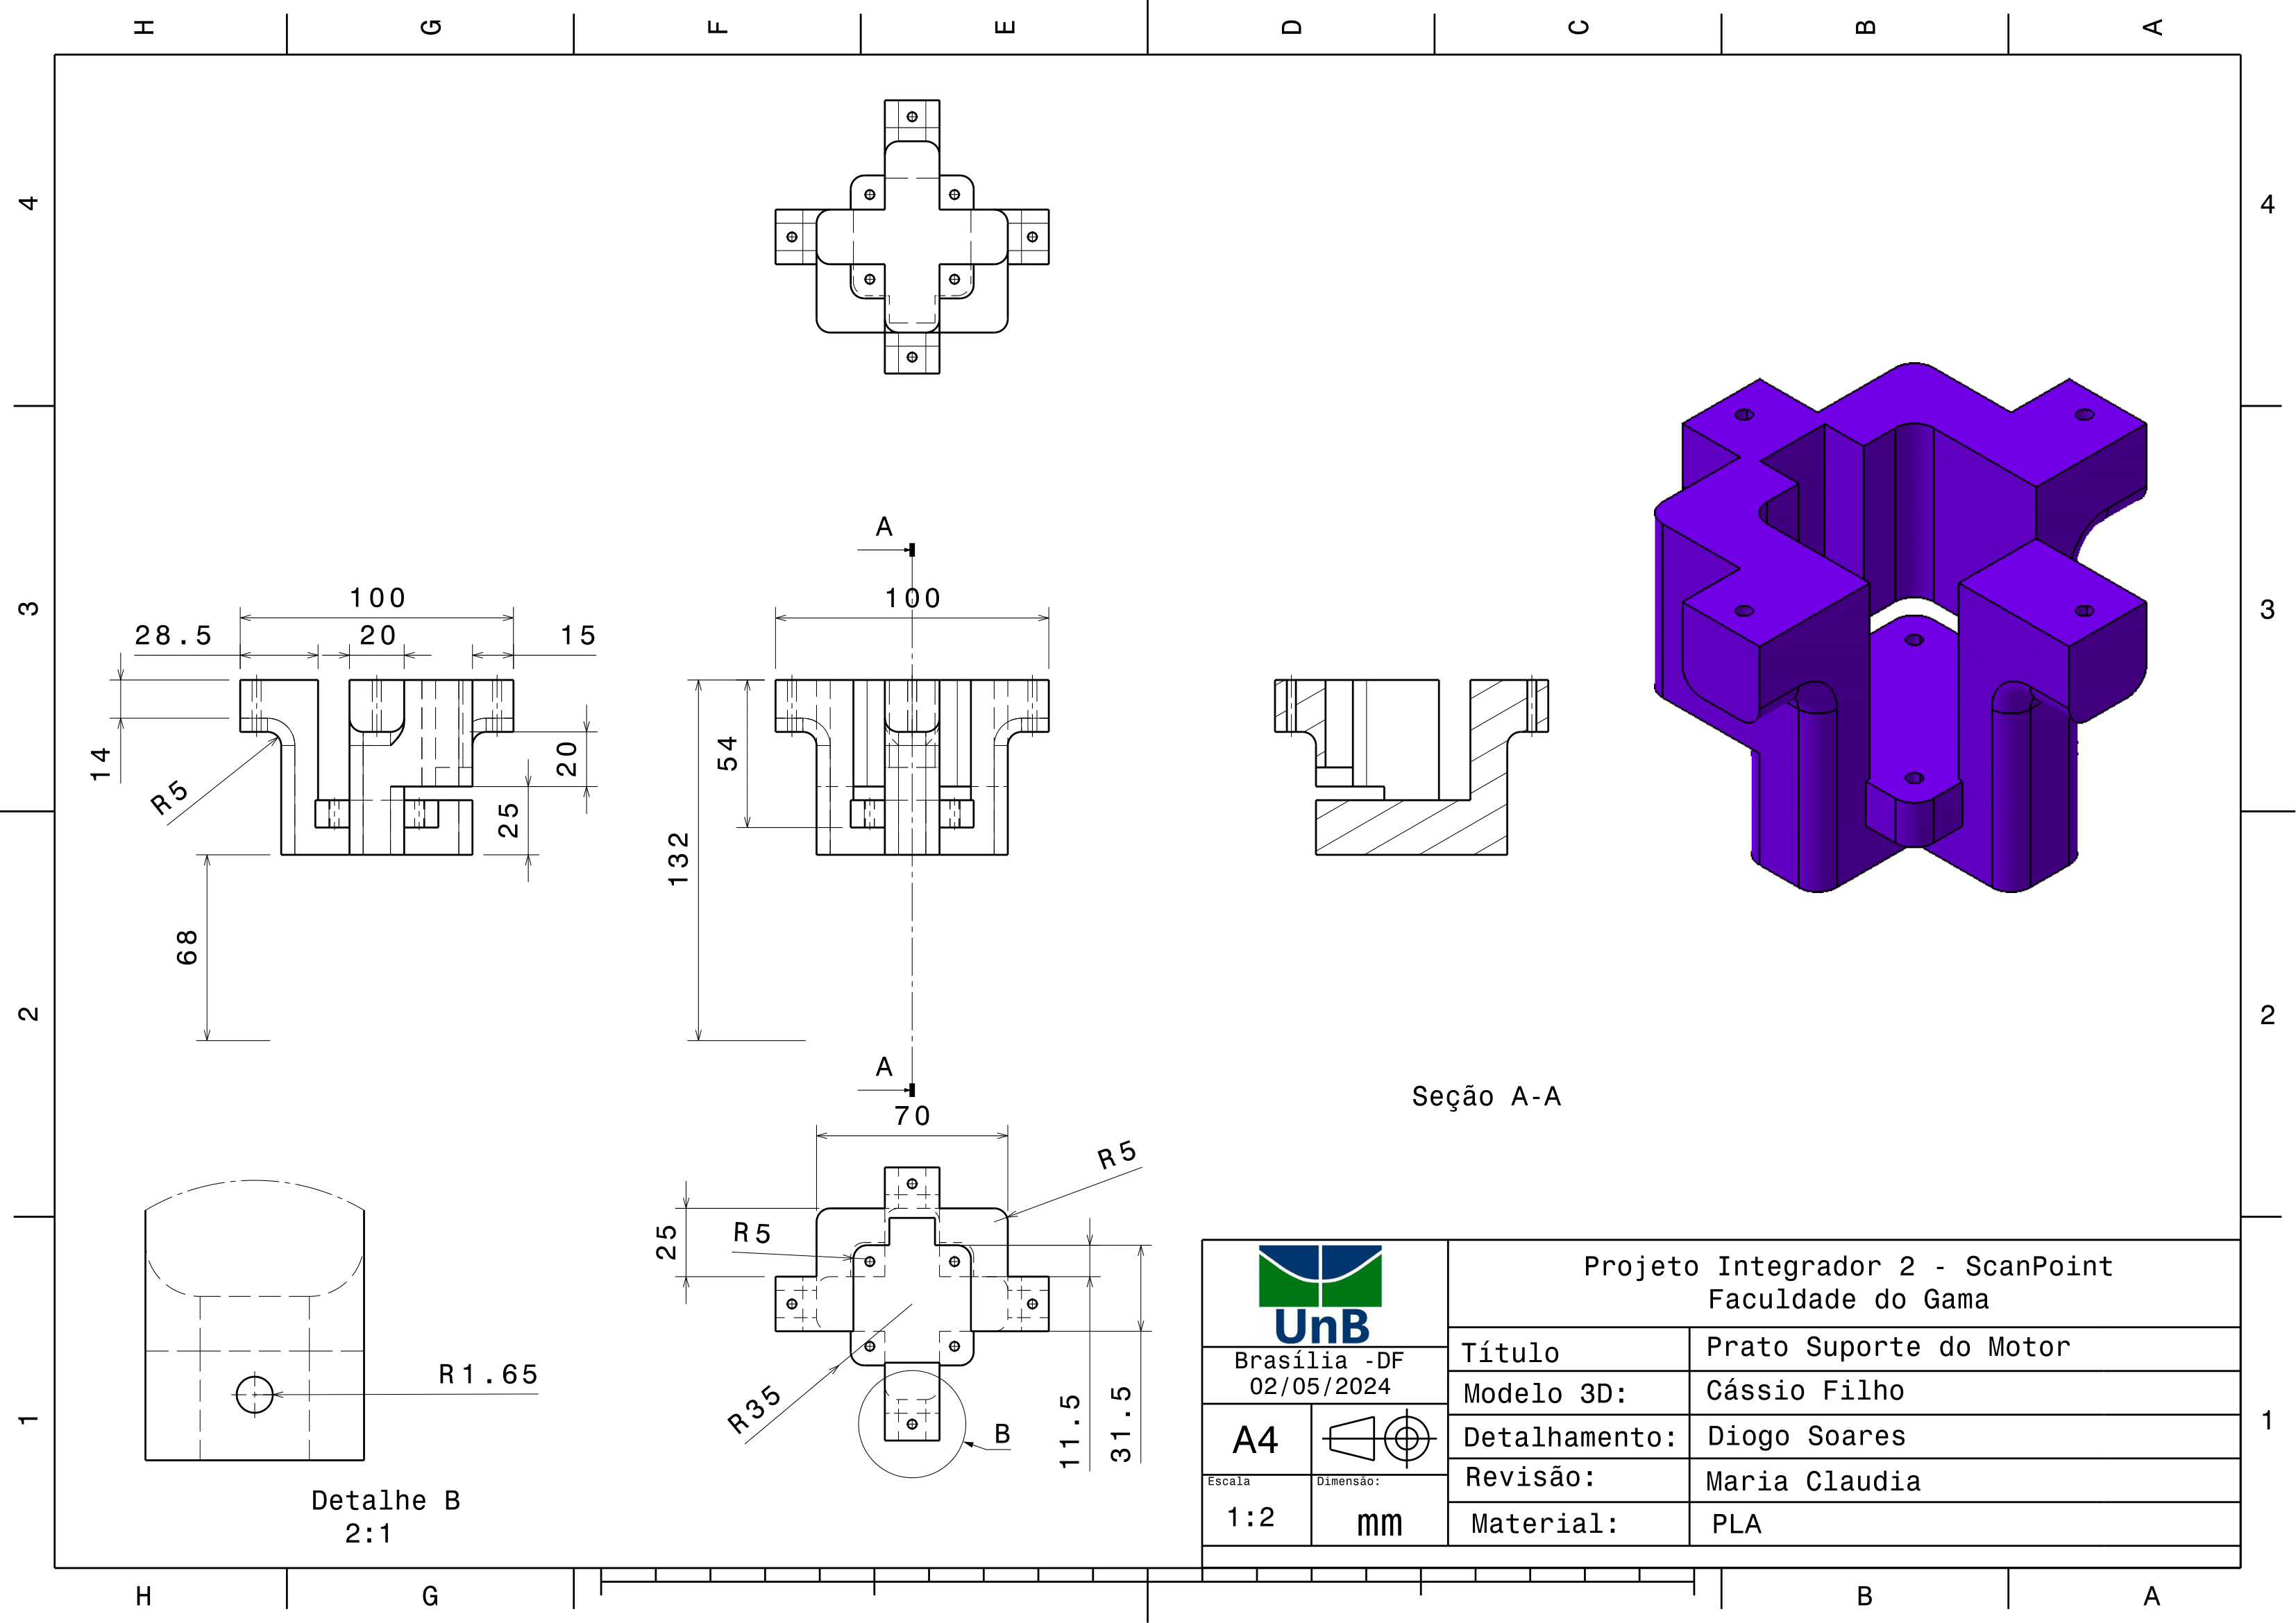 H G F E D C B A
4 4
A
100
28.5 20 15
100
3 3
14
R5
20
25
54
132
68
2 2
A
Seção A-A
70
R5
25
R5
R35
11.5
31.5
B
R1.65
Detalhe B
2:1
1 1
UnB
Brasília -DF
02/05/2024
A4
Escala
1:2
Dimensão:
mm
Projeto Integrador 2 - ScanPoint
Faculdade do Gama
Título Prato Suporte do Motor
Modelo 3D: Cássio Filho
Detalhamento: Diogo Soares
Revisão: Maria Claudia
Material: PLA
H G B A